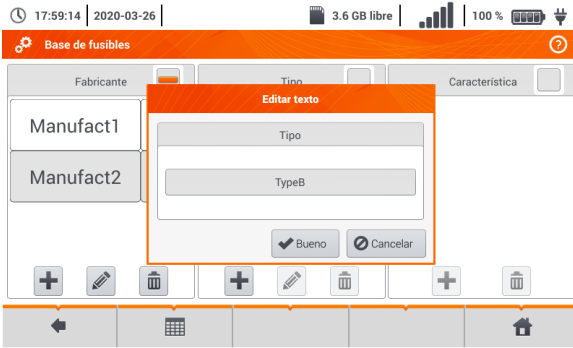 17:59:14 2020-03-26 3.6 GB libre 100 %
Base de fusibles
Fabricante Tipo Característica
Editar texto
Manufact1
Tipo
Manufact2
TypeB
Bueno Cancelar